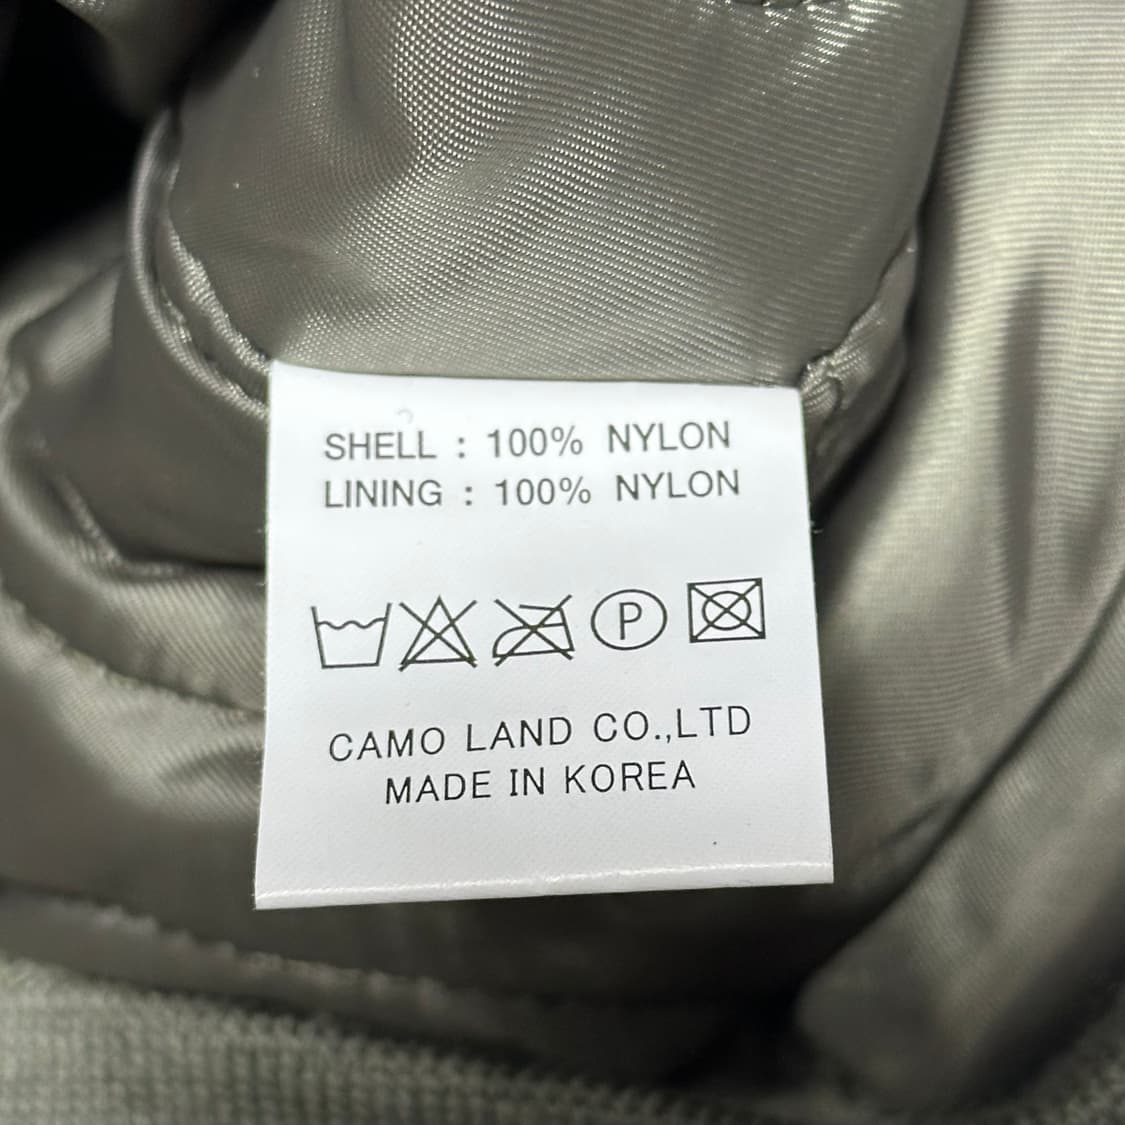 SHELL : 100% NYLON
LINING : 100% NYLON
P
CAMO LAND CO.,LTD
MADE IN KOREA